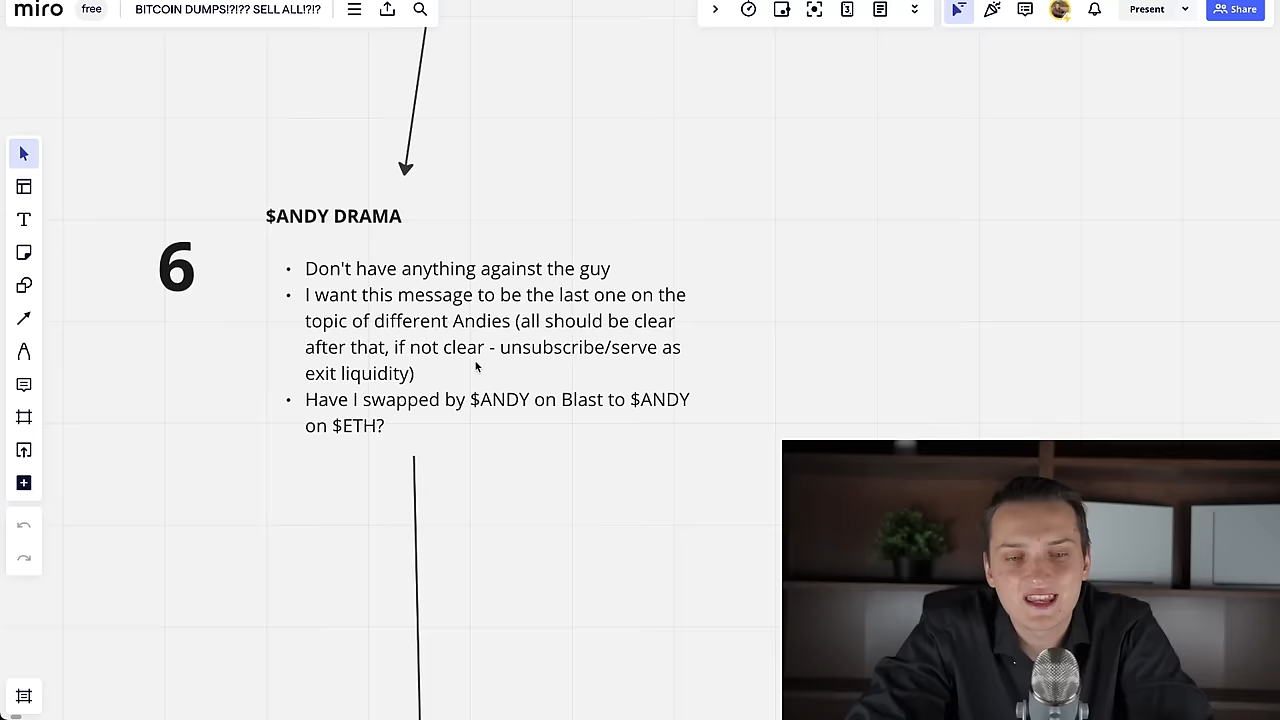 miro free BITCOIN DUMPS!?!?? SELL ALL!?!?
3
Present
Share
$ANDY DRAMA
6
• Don't have anything against the guy
• I want this message to be the last one on the
topic of different Andies (all should be clear
after that, if not clear - unsubscribe/serve as
exit liquidity)
• Have I swapped by $ANDY on Blast to $ANDY
on $ETH?